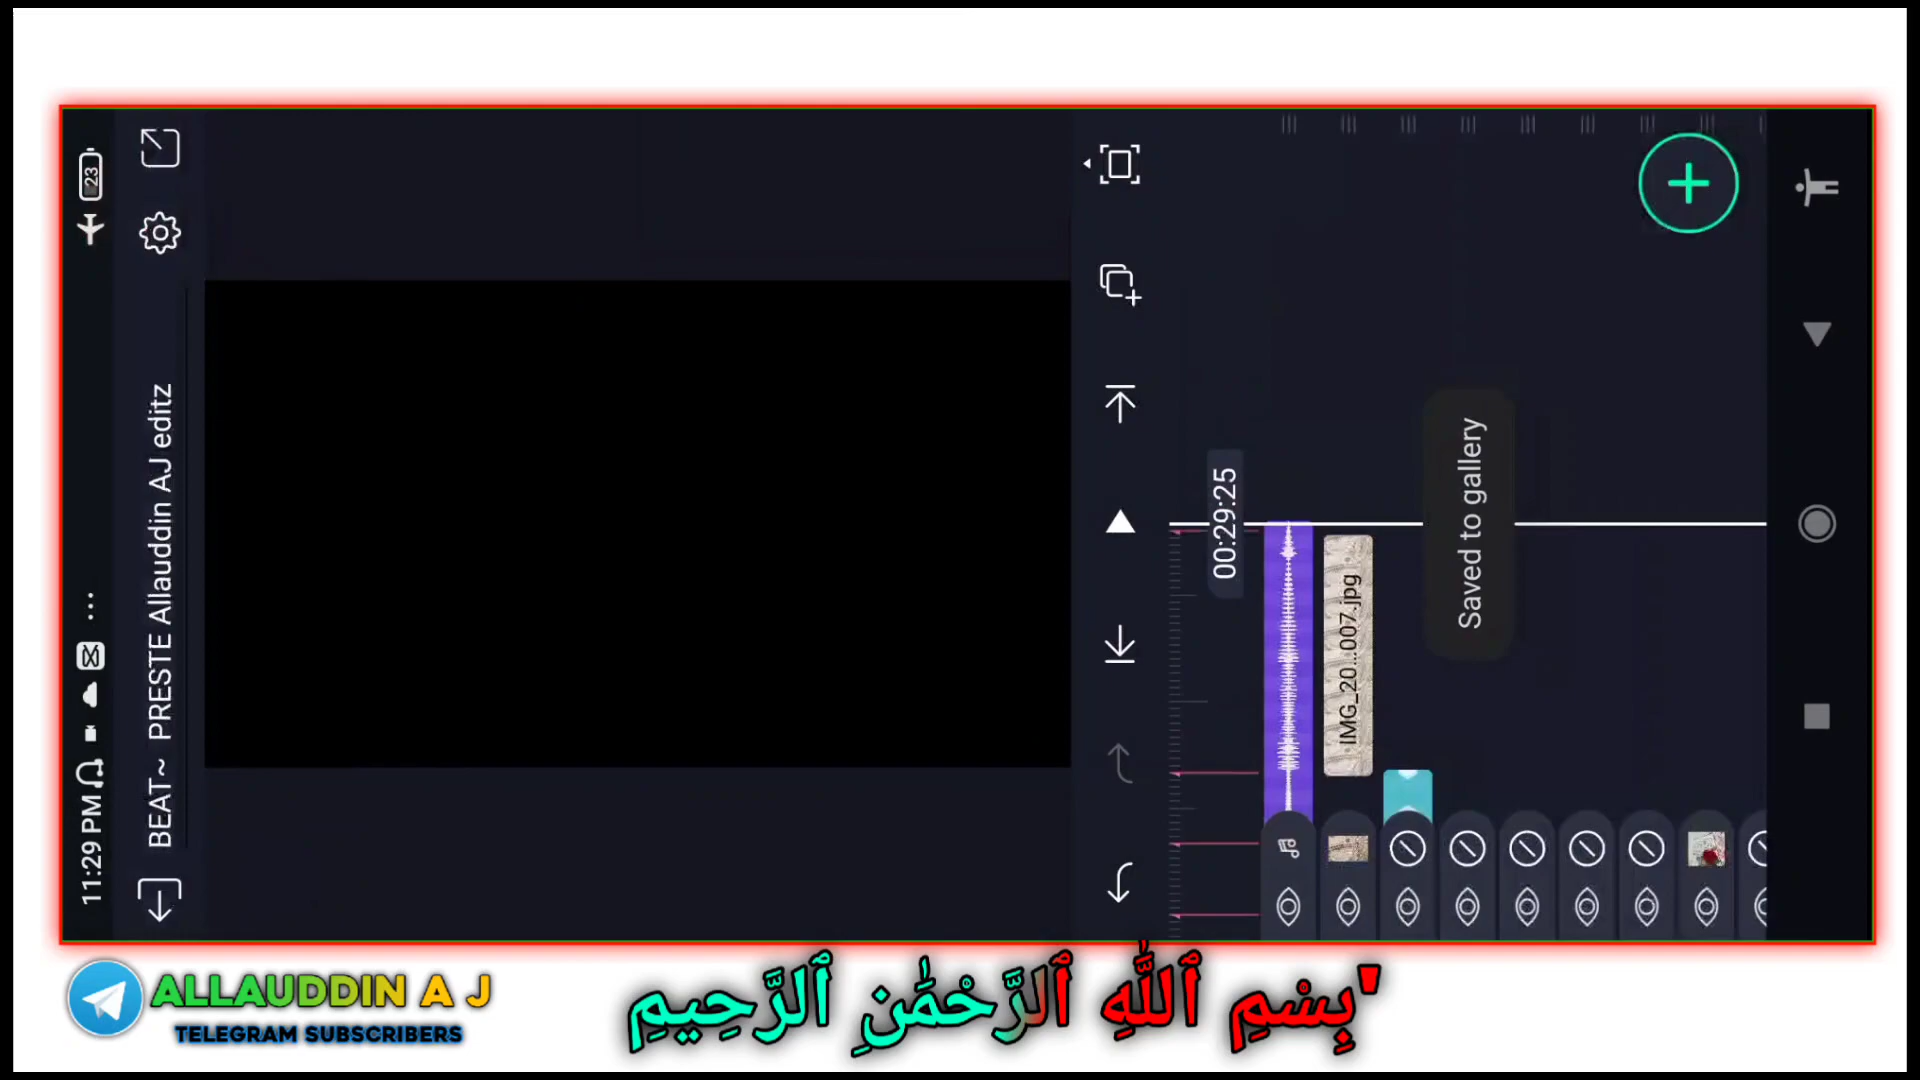 11:29 PM
23
BEAT~ PRESTE Allauddin AJ editz
00:29:25
IMG_20...007.jpg
Saved to gallery
ALLAUDDIN A J
TELEGRAM SUBSCRIBERS
'بِسْمِ ٱللَّٰهِ ٱلرَّحْمَٰنِ ٱلرَّحِيمِ